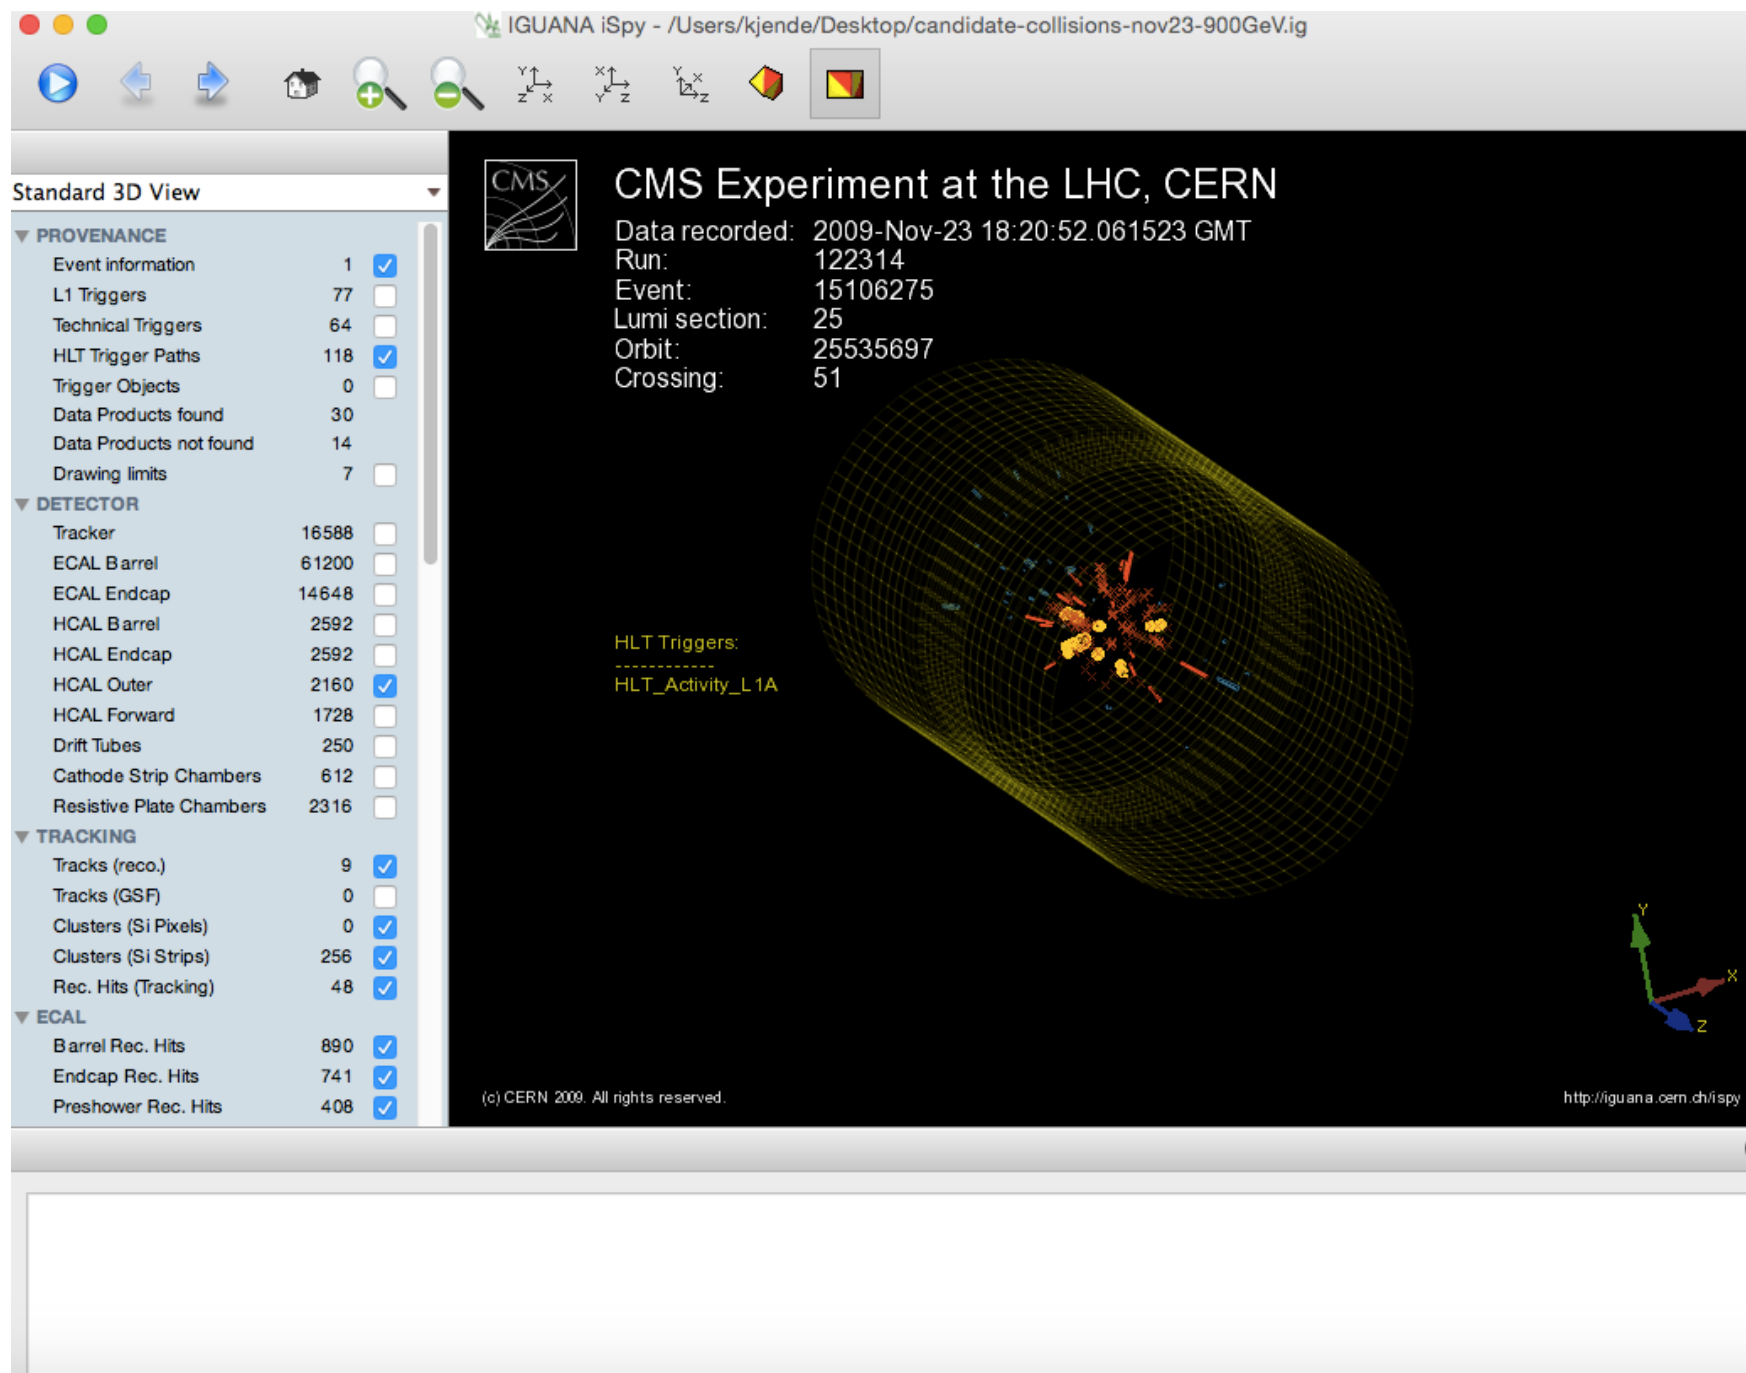 IGUANA iSpy - /Users/kjende/Desktop/candidate-collisions-nov23-900GeV.ig
Y Z X
X Y Z
Y X Z
Standard 3D View
PROVENANCE
Event information 1
L1 Triggers 77
Technical Triggers 64
HLT Trigger Paths 118
Trigger Objects 0
Data Products found 30
Data Products not found 14
Drawing limits 7
DETECTOR
Tracker 16588
ECAL Barrel 61200
ECAL Endcap 14648
HCAL Barrel 2592
HCAL Endcap 2592
HCAL Outer 2160
HCAL Forward 1728
Drift Tubes 250
Cathode Strip Chambers 612
Resistive Plate Chambers 2316
TRACKING
Tracks (reco.) 9
Tracks (GSF) 0
Clusters (Si Pixels) 0
Clusters (Si Strips) 256
Rec. Hits (Tracking) 48
ECAL
Barrel Rec. Hits 890
Endcap Rec. Hits 741
Preshower Rec. Hits 408
CMS
CMS Experiment at the LHC, CERN
Data recorded: 2009-Nov-23 18:20:52.061523 GMT
Run: 122314
Event: 15106275
Lumi section: 25
Orbit: 25535697
Crossing: 51
HLT Triggers:
------------
HLT_Activity_L1A
Y
X
Z
(c) CERN 2009. All rights reserved.
http://iguana.cern.ch/ispy